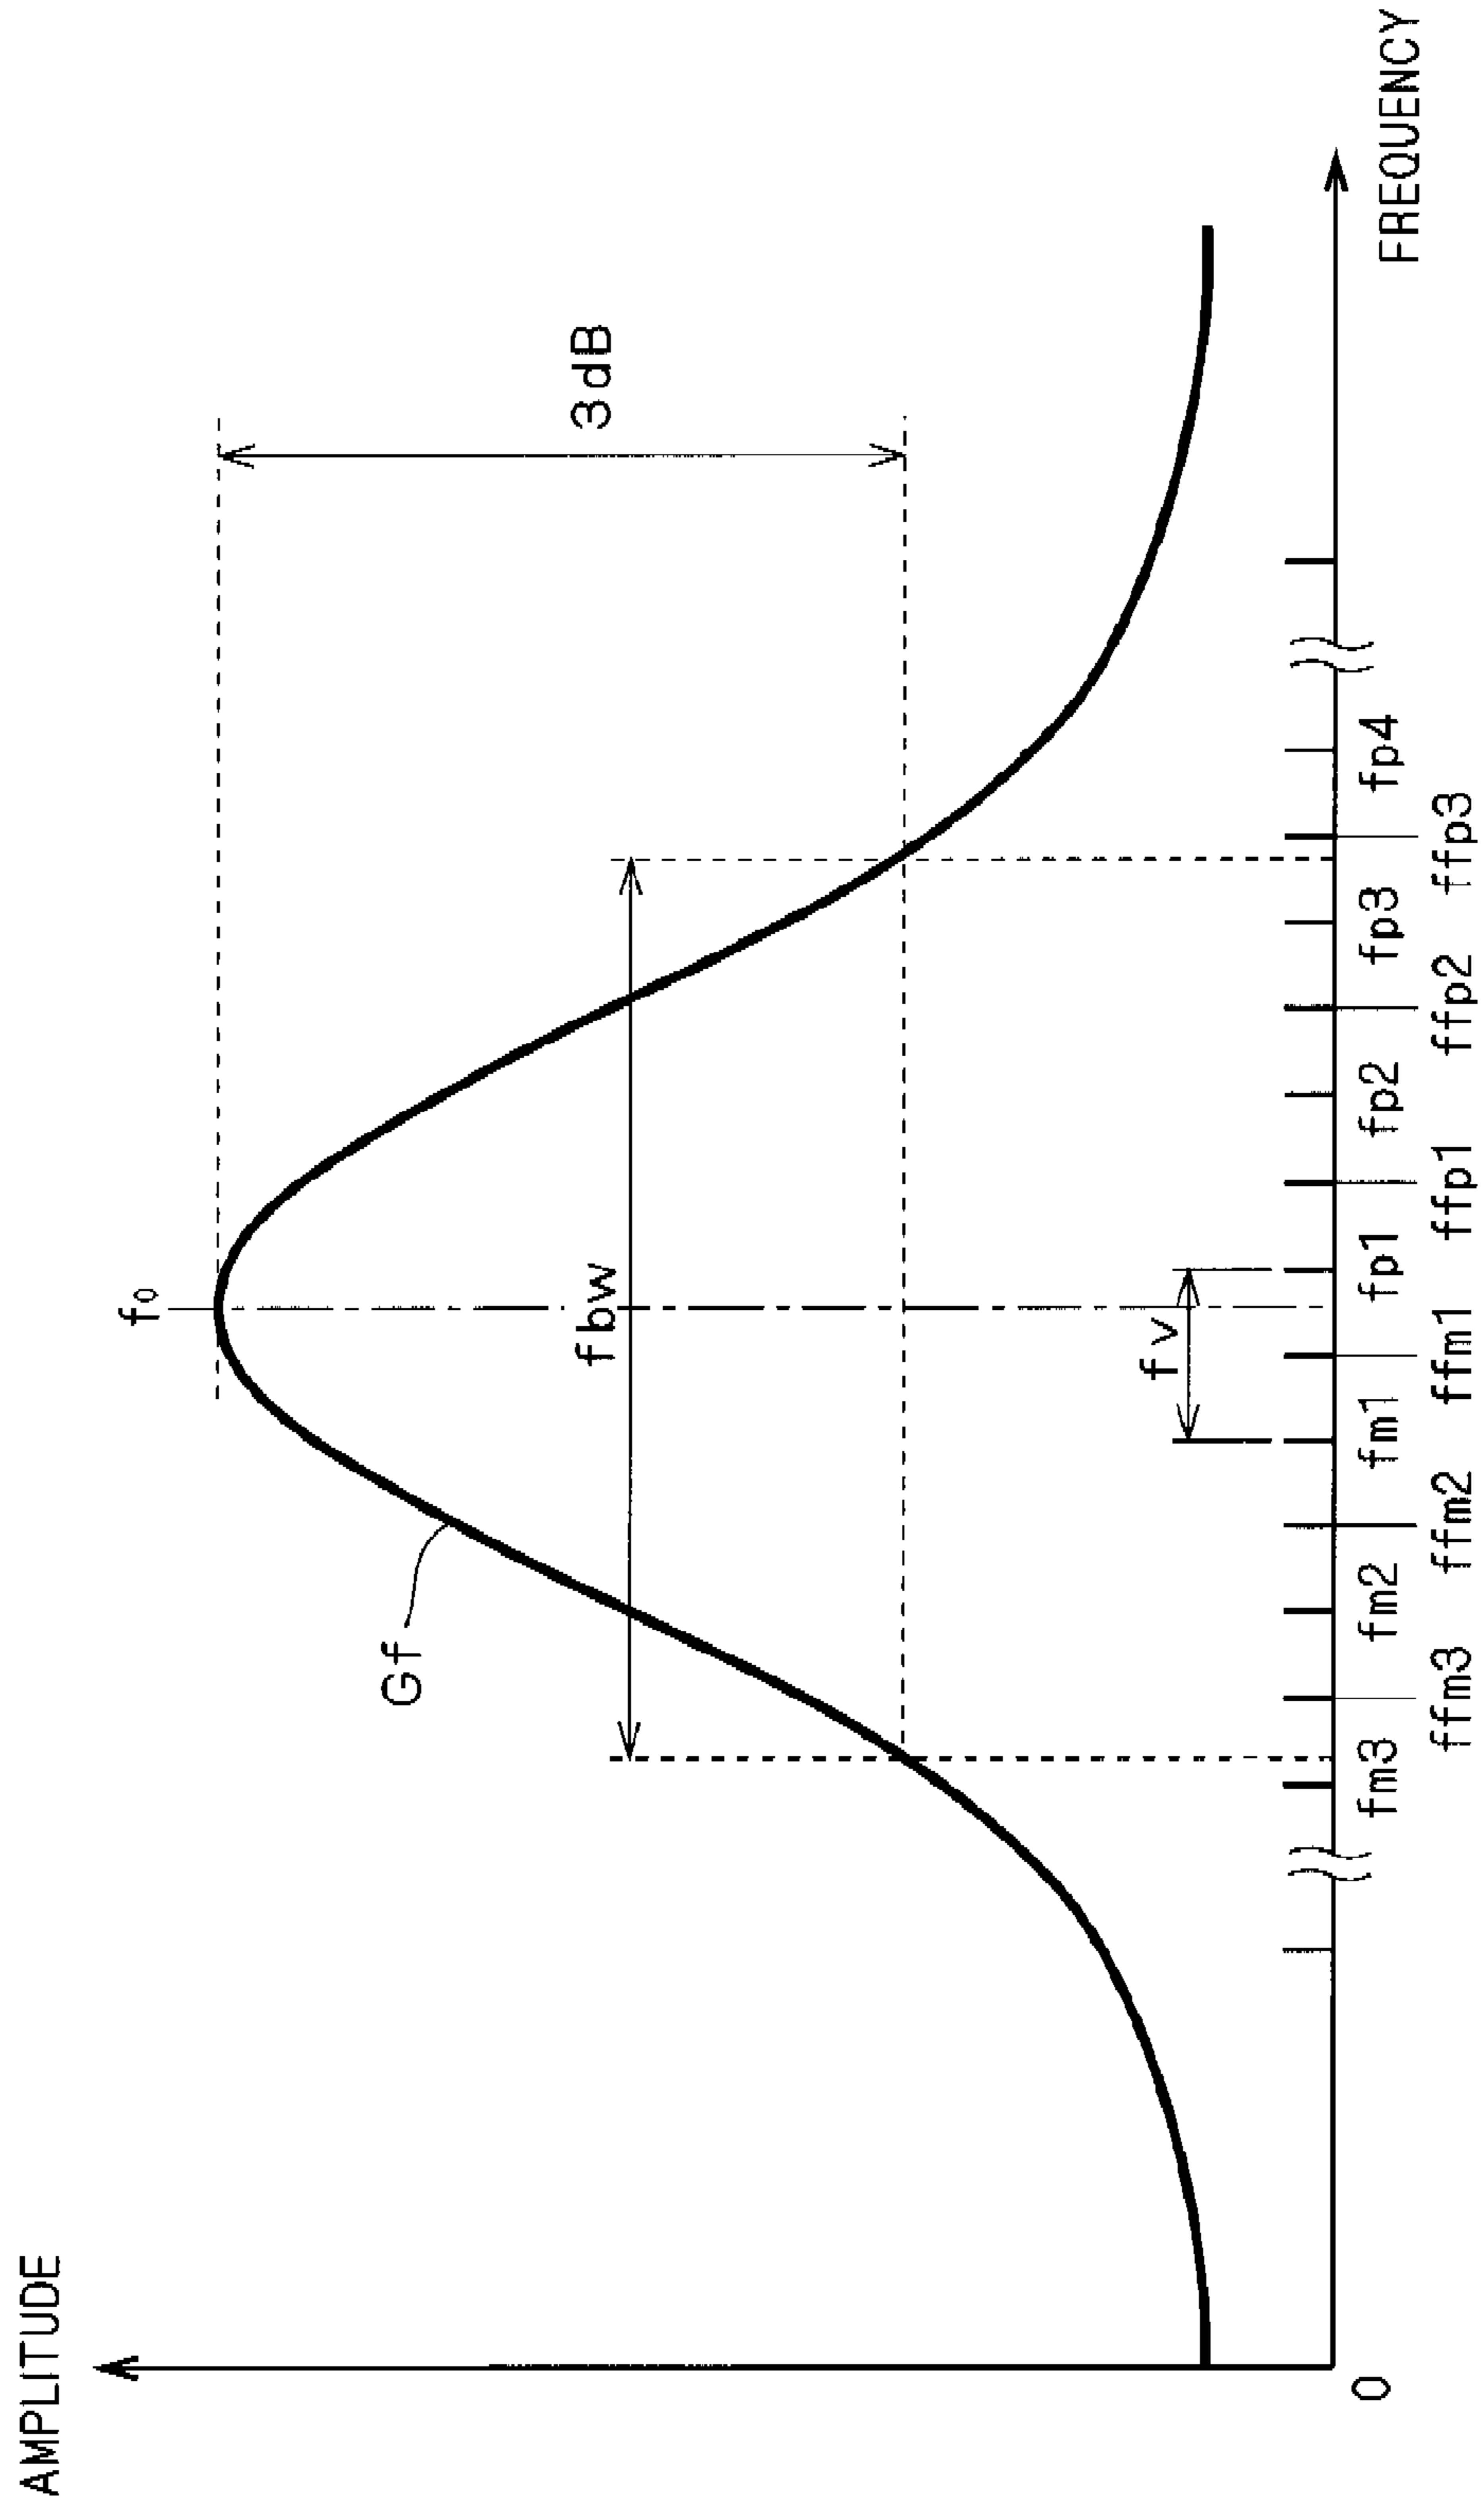 AMPLITUDE
f0
Gf
fbw
3dB
fv
0
fm3
fm2
fm1
fp1
fp2
fp3
fp4
ffm3
ffm2
ffm1
ffp1
ffp2
ffp3
FREQUENCY